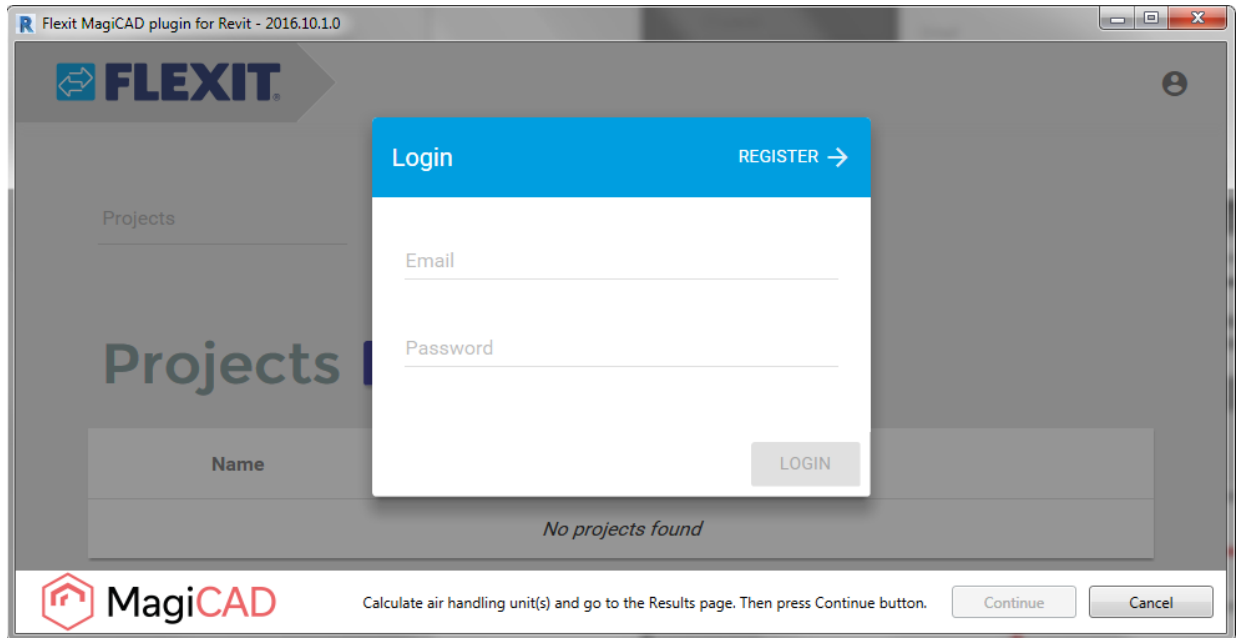 Flexit MagiCAD plugin for Revit - 2016.10.1.0
FLEXIT®
Login
REGISTER →
Projects
Email
Projects
Password
Name
LOGIN
No projects found
MagiCAD
Calculate air handling unit(s) and go to the Results page. Then press Continue button.
Continue
Cancel